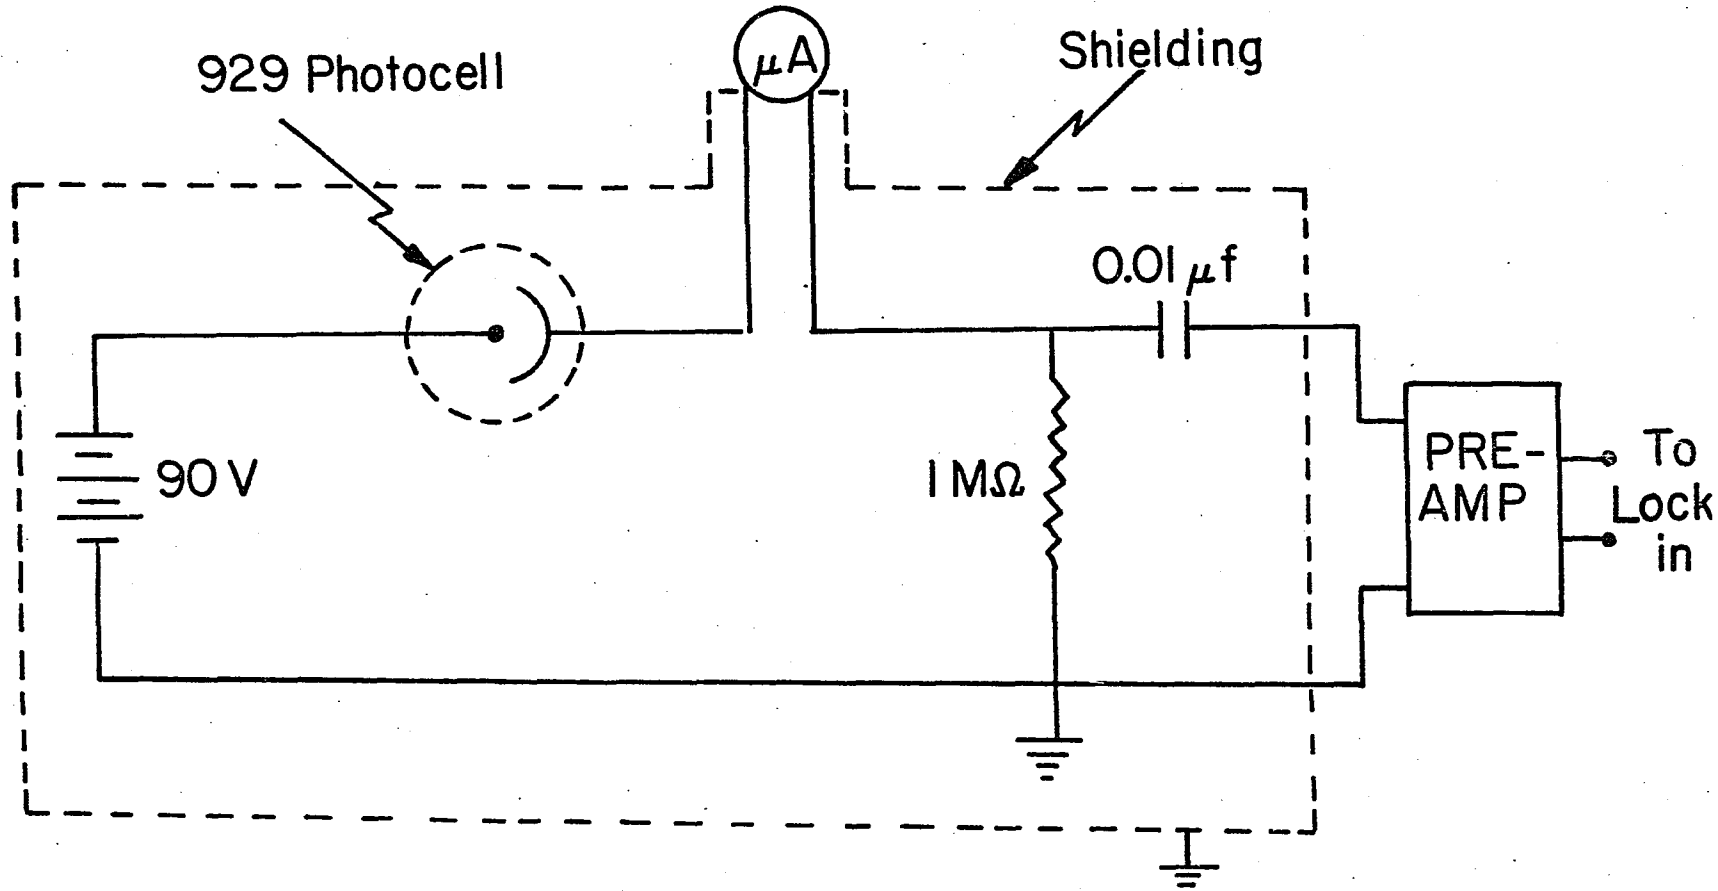 929 Photocell
μA
Shielding
0.01 μf
90 V
1 MΩ
PRE-
AMP
To
Lock
in